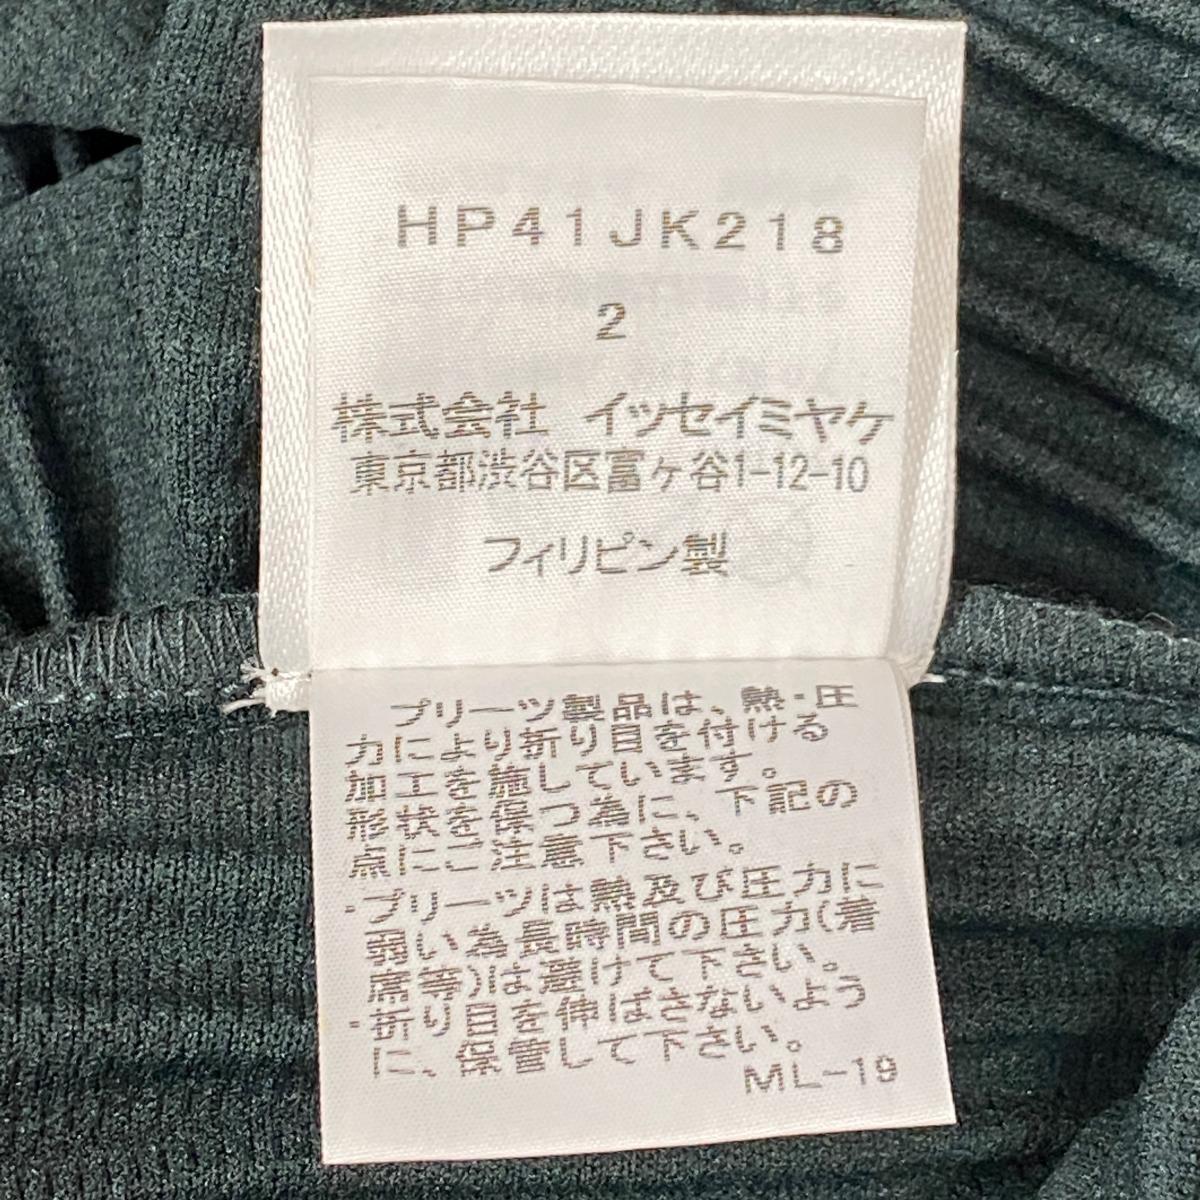 HP41JK218
2
株式会社 イッセイミヤケ
東京都渋谷区富ヶ谷1-12-10
フィリピン製
プリーツ製品は、熱・圧
力により折り目を付ける
加工を施しています。
形状を保つ為に、下記の
点にご注意下さい。
・プリーツは熱及び圧力に
弱い為長時間の圧力(着
席等)は避けて下さい。
・折り目を伸ばさないよう
に、保管して下さい。
ML-19